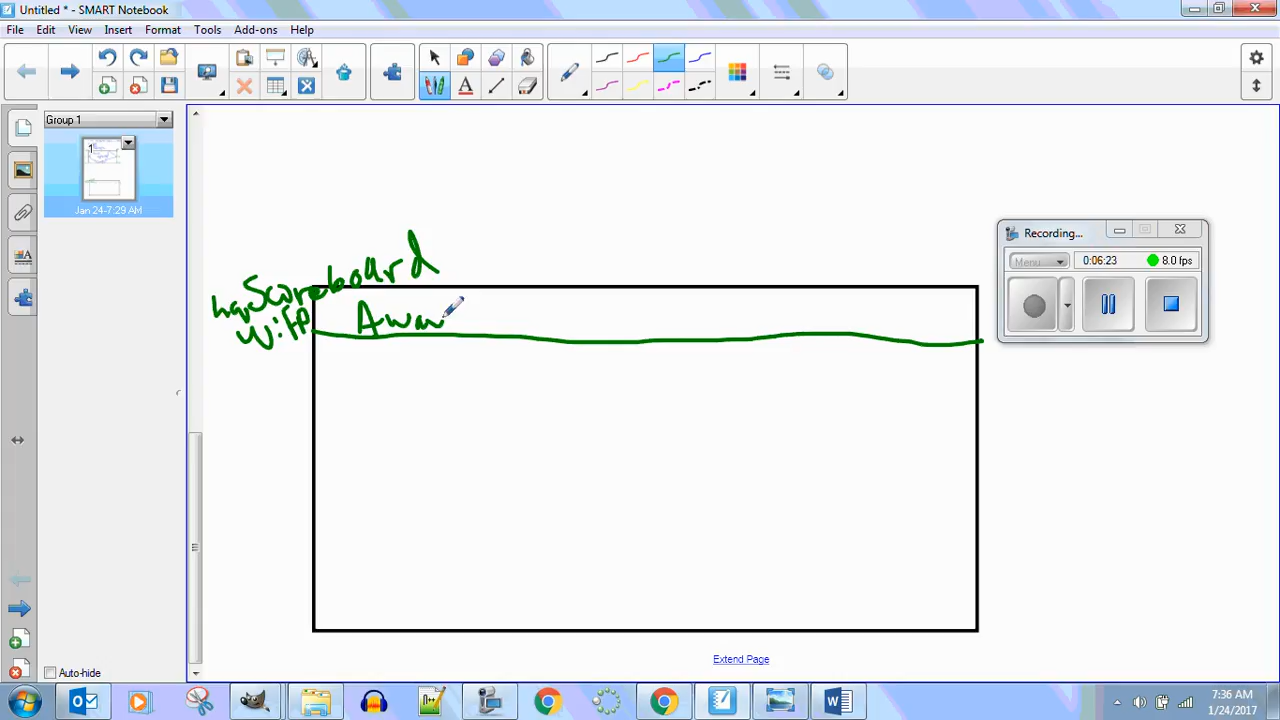 Untitled * - SMART Notebook
File Edit View Insert Format Tools Add-ons Help
Group 1
1
Jan 24-7:29 AM
Scoreboard
Awa
Recording...
Menu
0:06:23
8.0 fps
Extend Page
Auto-hide
7:36 AM
1/24/2017